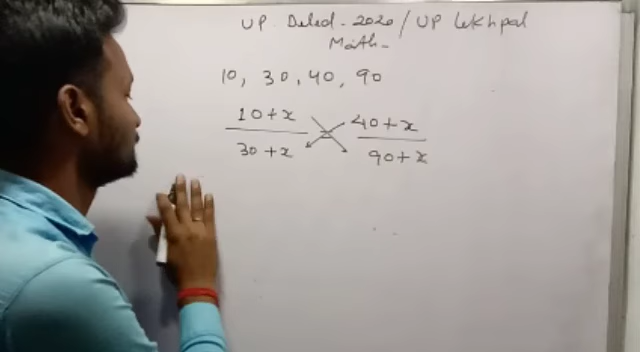 UP Deled-2020/UP Lekhpal
Math-
10, 30, 40, 90
10+x 40+x
30+x 90+x